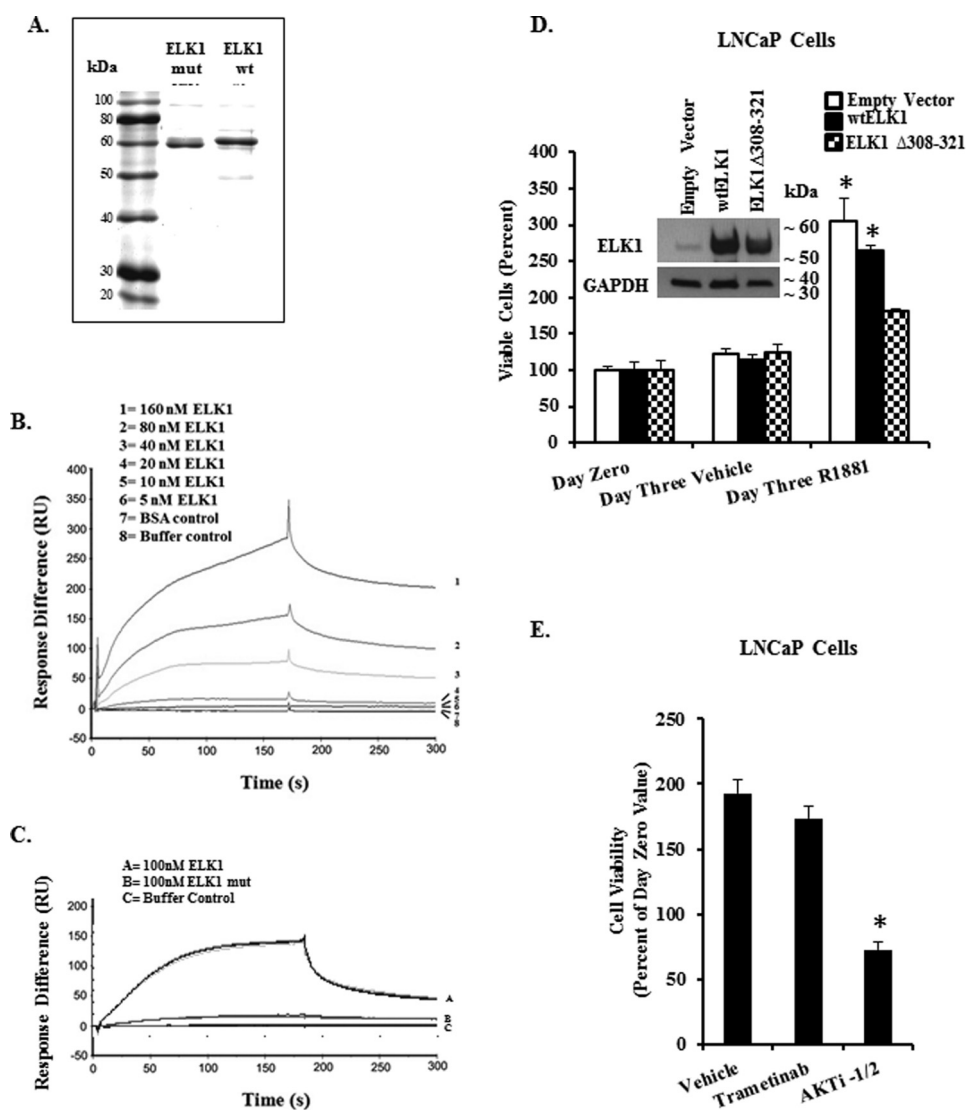 A.
ELK1 mut
ELK1 wt
kDa
100
80
60
50
40
30
20
B.
1= 160 nM ELK1
2= 80 nM ELK1
3= 40 nM ELK1
4= 20 nM ELK1
5= 10 nM ELK1
6= 5 nM ELK1
7= BSA control
8= Buffer control
Response Difference (RU)
400
350
300
250
200
150
100
50
0
-50
1
2
3
4
8
0 50 100 150 200 250 300
Time (s)
C.
A= 100nM ELK1
B= 100nM ELK1 mut
C= Buffer Control
Response Difference (RU)
200
150
100
50
0
-50
A
B
C
0 50 100 150 200 250 300
Time (s)
D.
LNCaP Cells
Empty Vector
wtELK1
ELK1 Δ308-321
Viable Cells (Percent)
400
350
300
250
200
150
100
50
0
Empty Vector
wtELK1
ELK1Δ308-321
kDa
ELK1
~ 60
~ 50
GAPDH
~ 40
~ 30
*
*
Day Zero
Day Three Vehicle
Day Three R1881
E.
LNCaP Cells
Cell Viability
(Percent of Day Zero Value)
250
200
150
100
50
0
*
Vehicle
Trametinab
AKTi -1/2